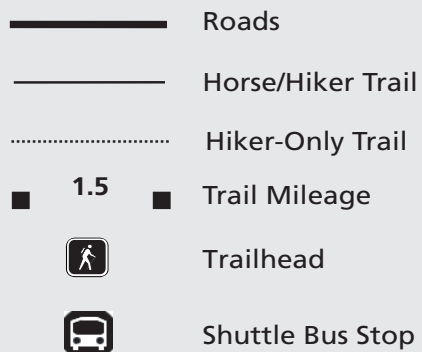 Roads
Horse/Hiker Trail
Hiker-Only Trail
1.5 Trail Mileage
Trailhead
Shuttle Bus Stop